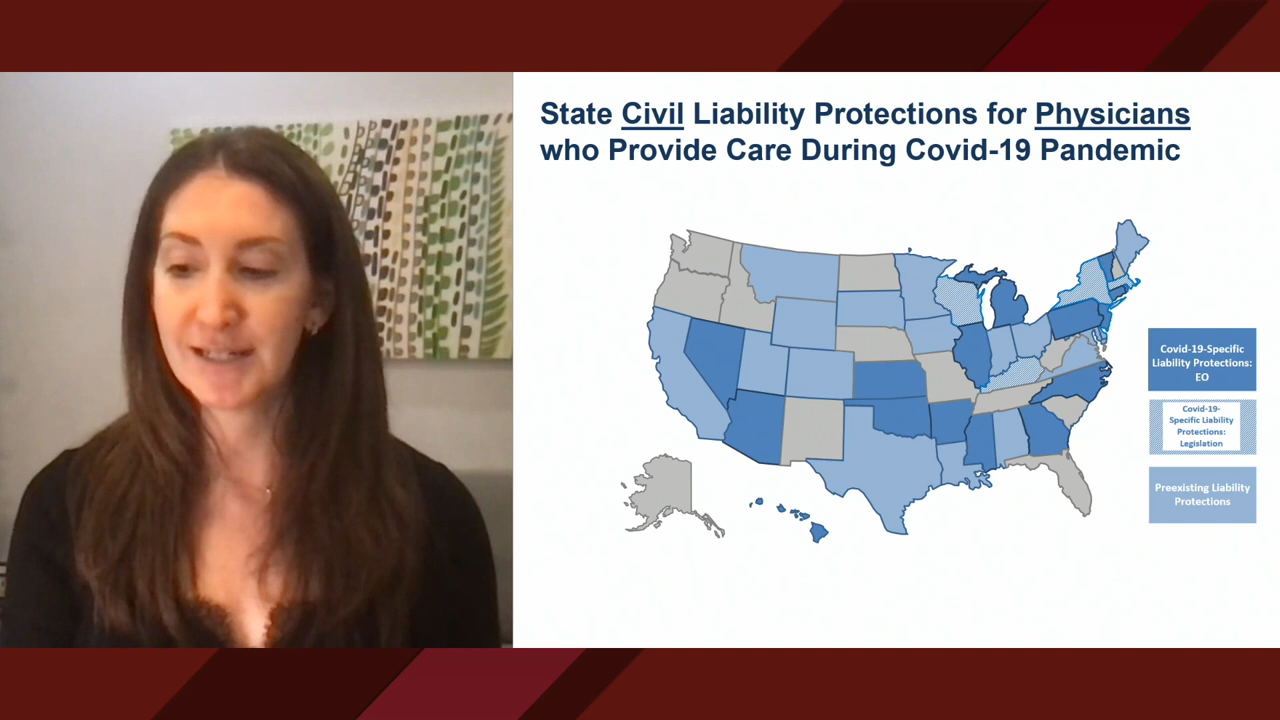 State Civil Liability Protections for Physicians
who Provide Care During Covid-19 Pandemic
Covid-19-Specific
Liability Protections:
EO
Covid-19-
Specific Liability
Protections:
Legislation
Preexisting Liability
Protections